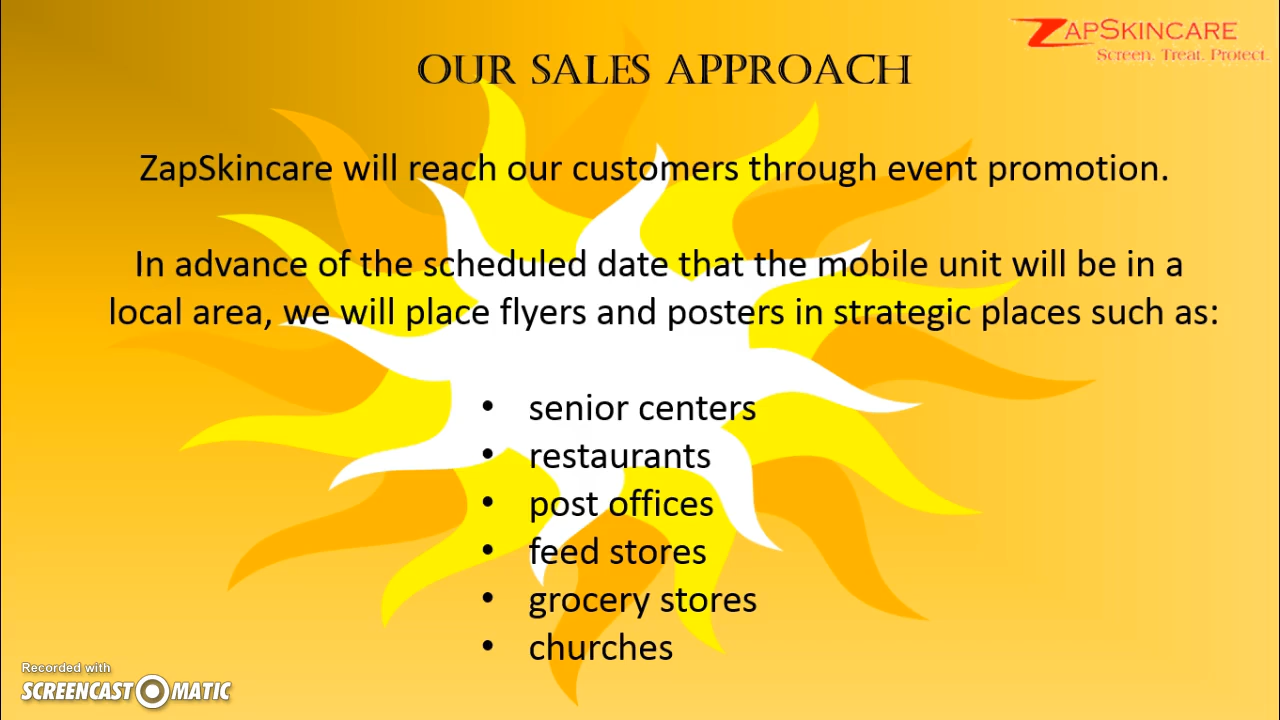 ZAPSKINCARE
Screen. Treat. Protect.
OUR SALES APPROACH
ZapSkincare will reach our customers through event promotion.
In advance of the scheduled date that the mobile unit will be in a
local area, we will place flyers and posters in strategic places such as:
• senior centers
• restaurants
• post offices
• feed stores
• grocery stores
• churches
Recorded with
SCREENCAST MATIC